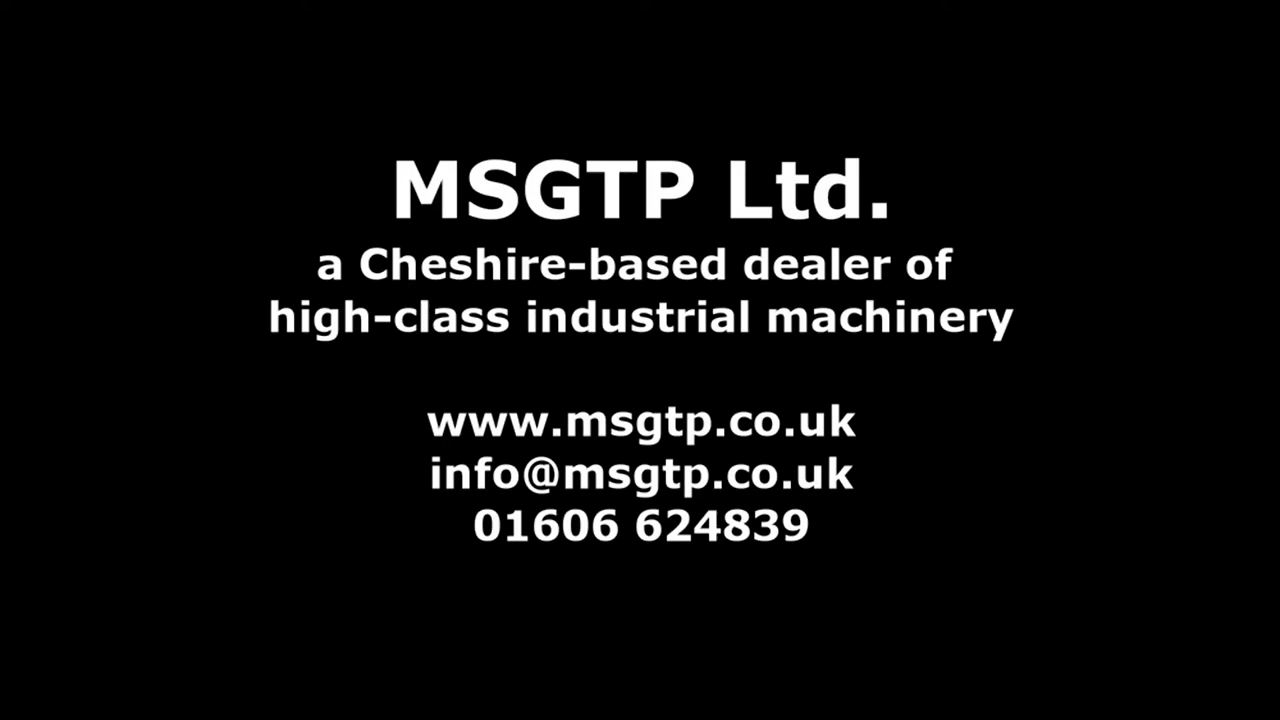 MSGTP Ltd.
a Cheshire-based dealer of
high-class industrial machinery
www.msgtp.co.uk
info@msgtp.co.uk
01606 624839